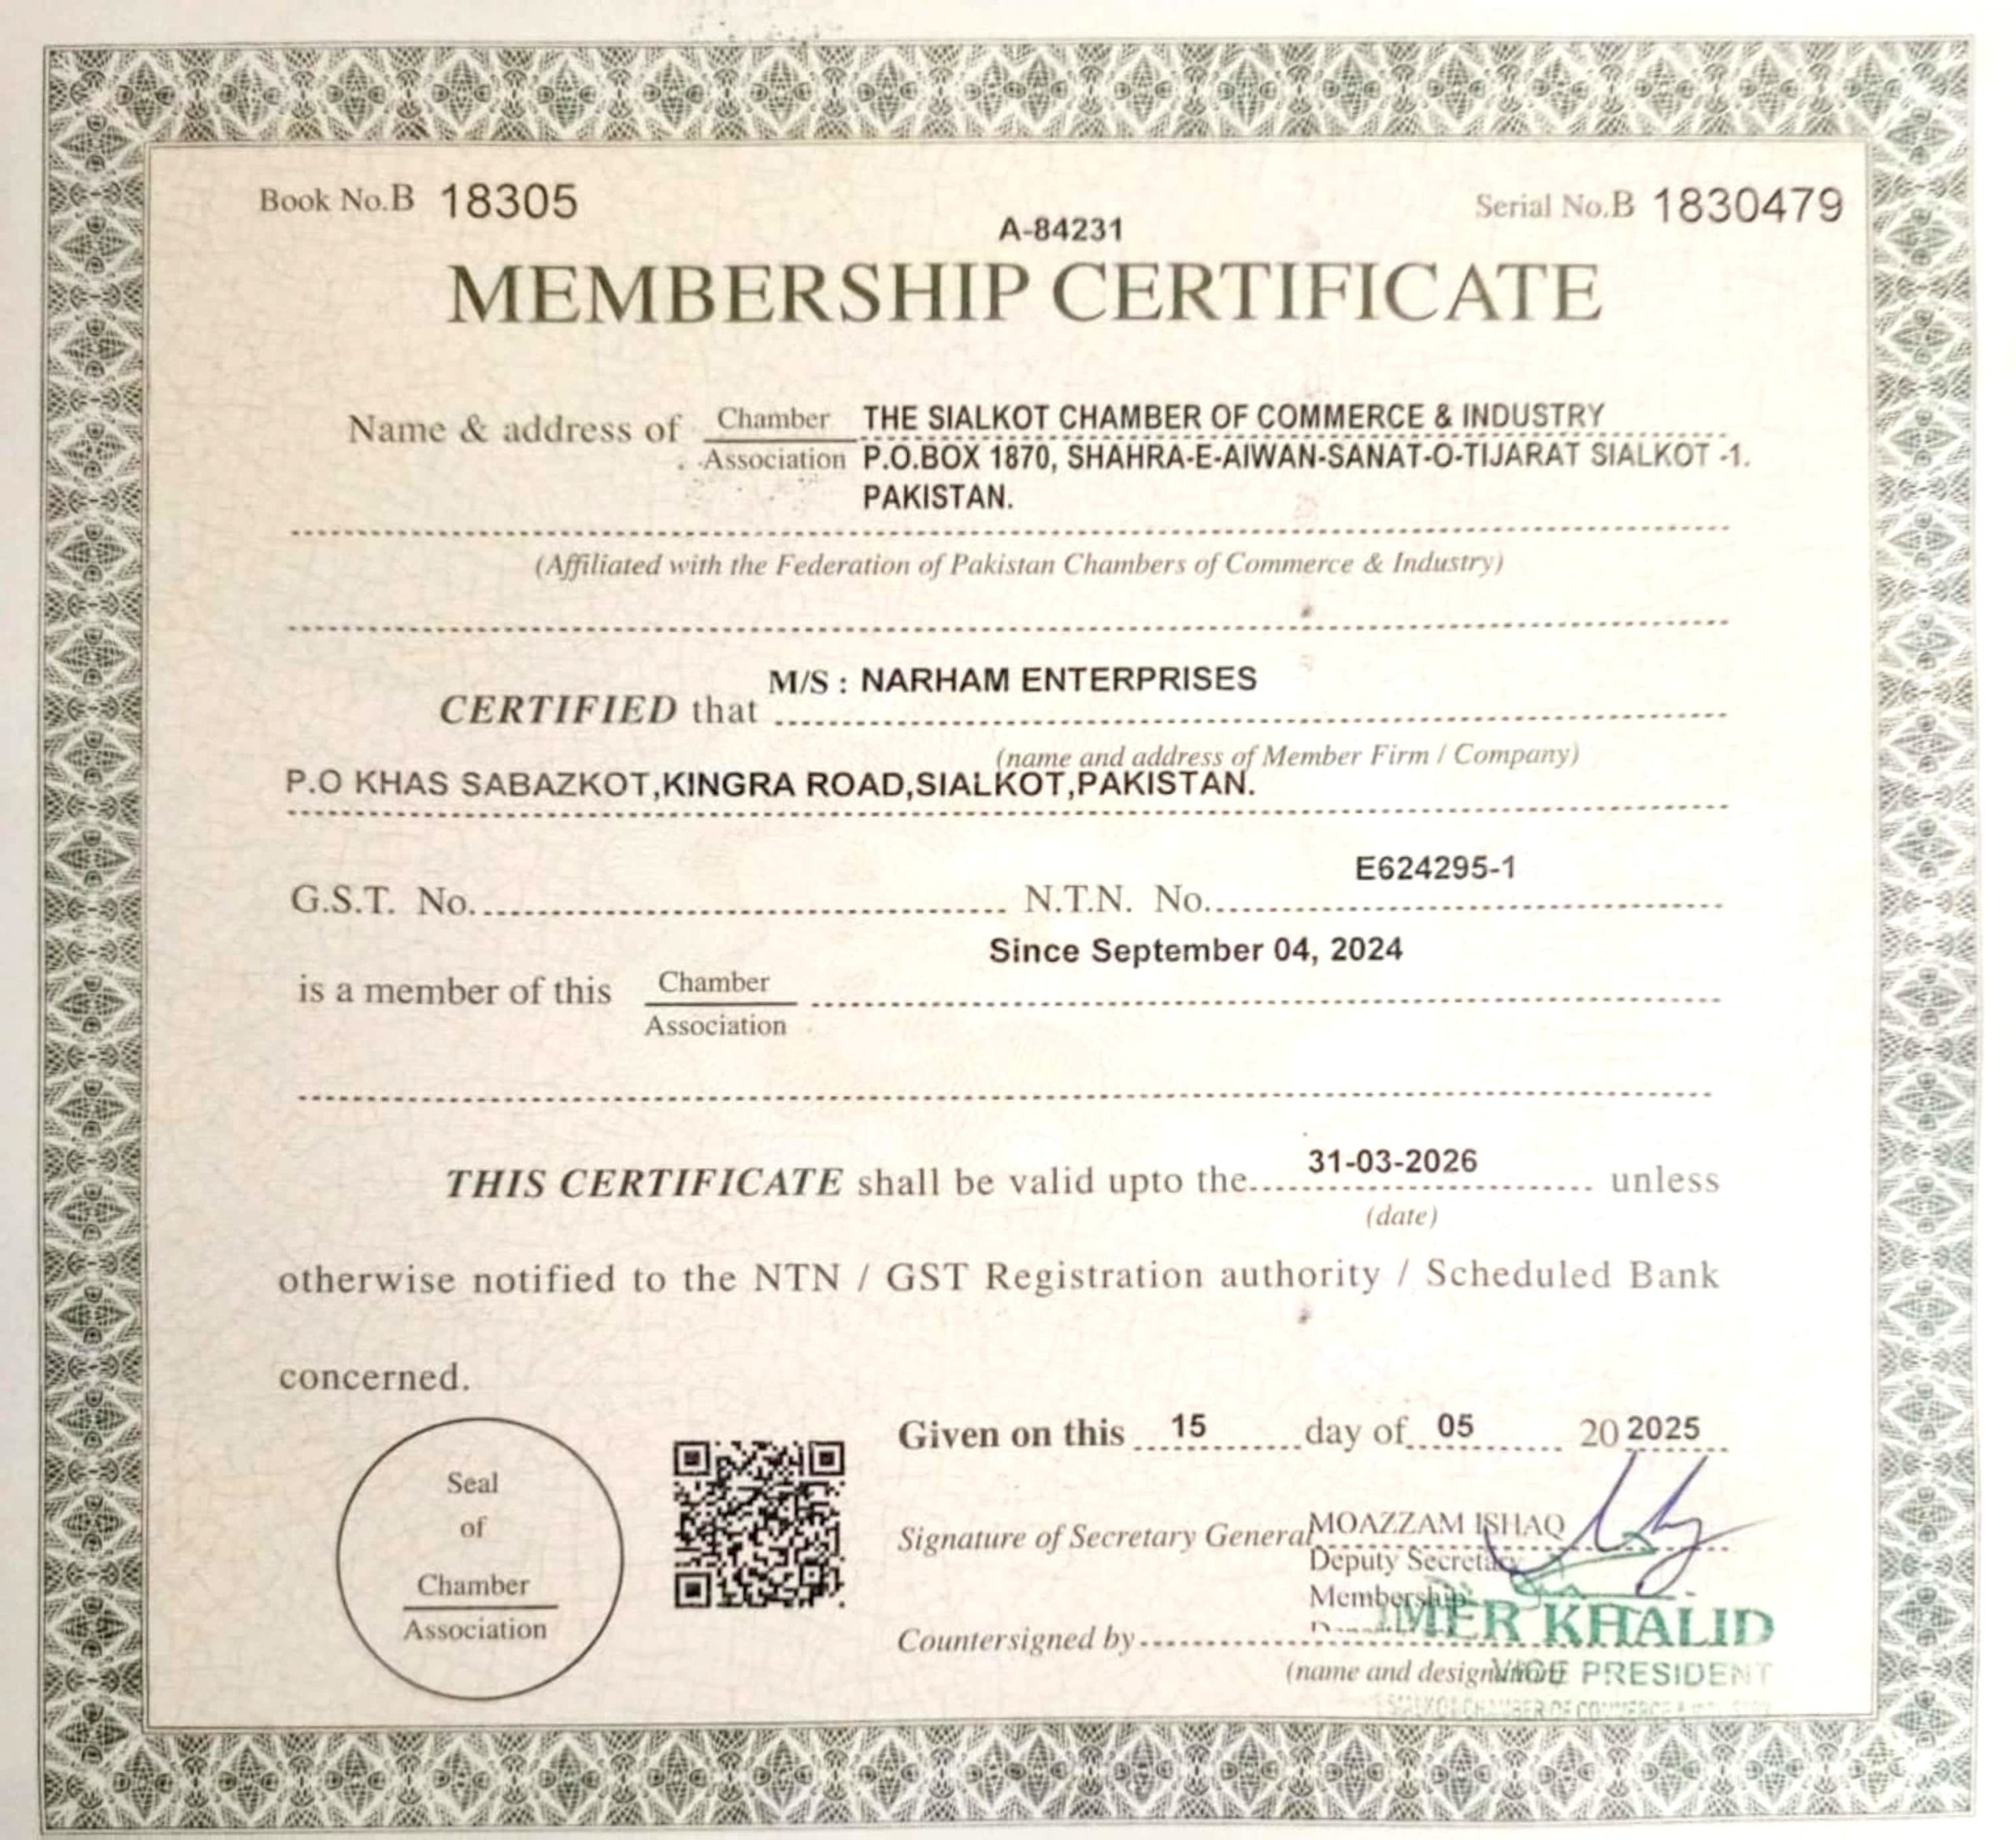 Book No.B 18305
Serial No.B 1830479
A-84231
MEMBERSHIP CERTIFICATE
Name & address of Chamber THE SIALKOT CHAMBER OF COMMERCE & INDUSTRY
Association P.O.BOX 1870, SHAHRA-E-AIWAN-SANAT-O-TIJARAT SIALKOT -1.
PAKISTAN.
(Affiliated with the Federation of Pakistan Chambers of Commerce & Industry)
M/S : NARHAM ENTERPRISES
CERTIFIED that
(name and address of Member Firm / Company)
P.O KHAS SABAZKOT,KINGRA ROAD,SIALKOT,PAKISTAN.
E624295-1
G.S.T. No. N.T.N. No.
Since September 04, 2024
is a member of this Chamber
Association
31-03-2026
THIS CERTIFICATE shall be valid upto the unless
(date)
otherwise notified to the NTN / GST Registration authority / Scheduled Bank
concerned.
Given on this 15 day of 05 20 2025
Seal
of
Chamber
Association
Signature of Secretary General MOAZZAM ISHAQ
Deputy Secretary
Membership
KHALID
Countersigned by
(name and designation)
VICE PRESIDENT
SIALKOT CHAMBER OF COMMERCE